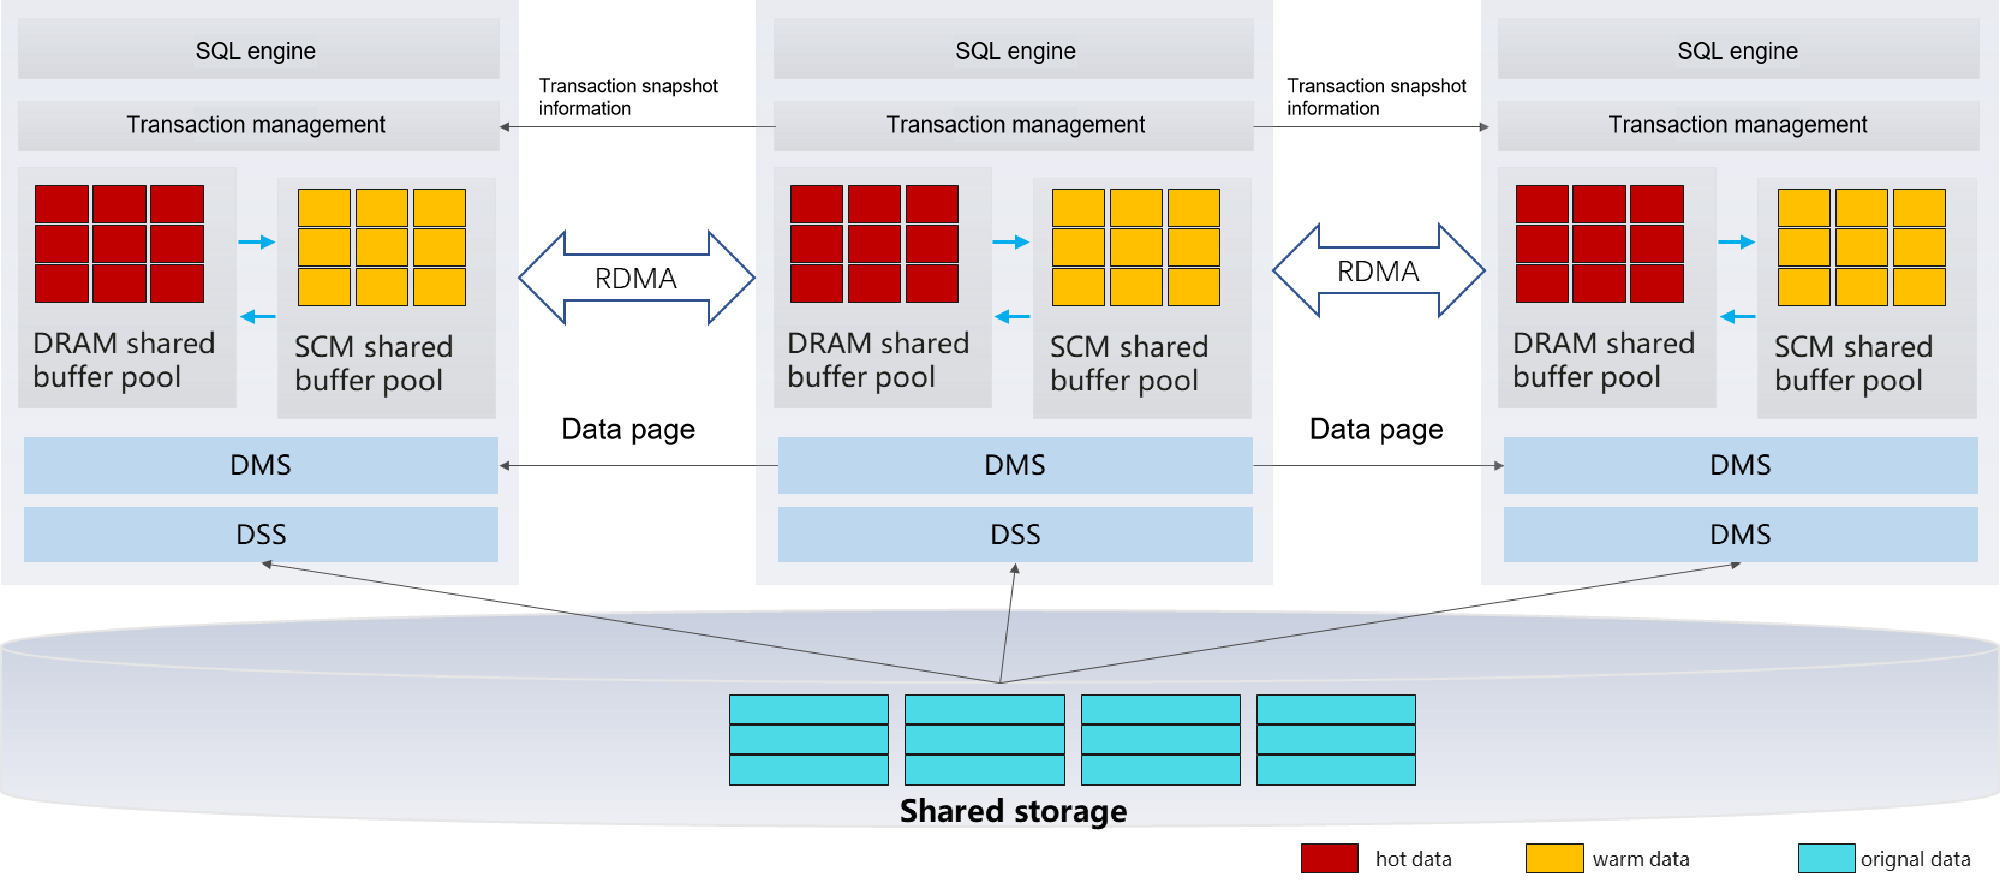 SQL engine
SQL engine
SQL engine
Transaction snapshot
information
Transaction snapshot
information
Transaction management
Transaction management
Transaction management
RDMA
RDMA
DRAM shared
buffer pool
SCM shared
buffer pool
DRAM shared
buffer pool
SCM shared
buffer pool
DRAM shared
buffer pool
SCM shared
buffer pool
Data page
Data page
DMS
DMS
DMS
DSS
DSS
DMS
Shared storage
hot data
warm data
orignal data